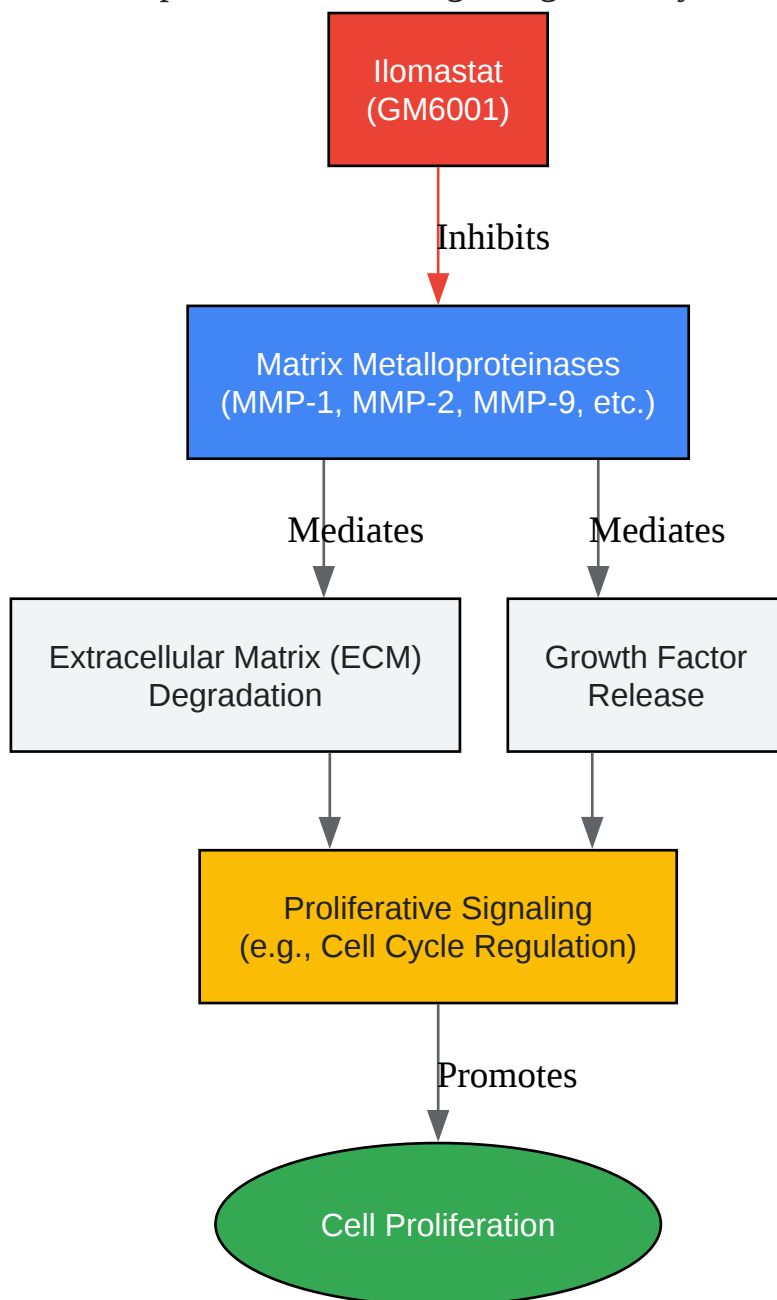 Ilomastat
(GM6001)
Inhibits
Matrix Metalloproteinases
(MMP-1, MMP-2, MMP-9, etc.)
Mediates
Mediates
Extracellular Matrix (ECM)
Degradation
Growth Factor
Release
Proliferative Signaling
(e.g., Cell Cycle Regulation)
Promotes
Cell Proliferation